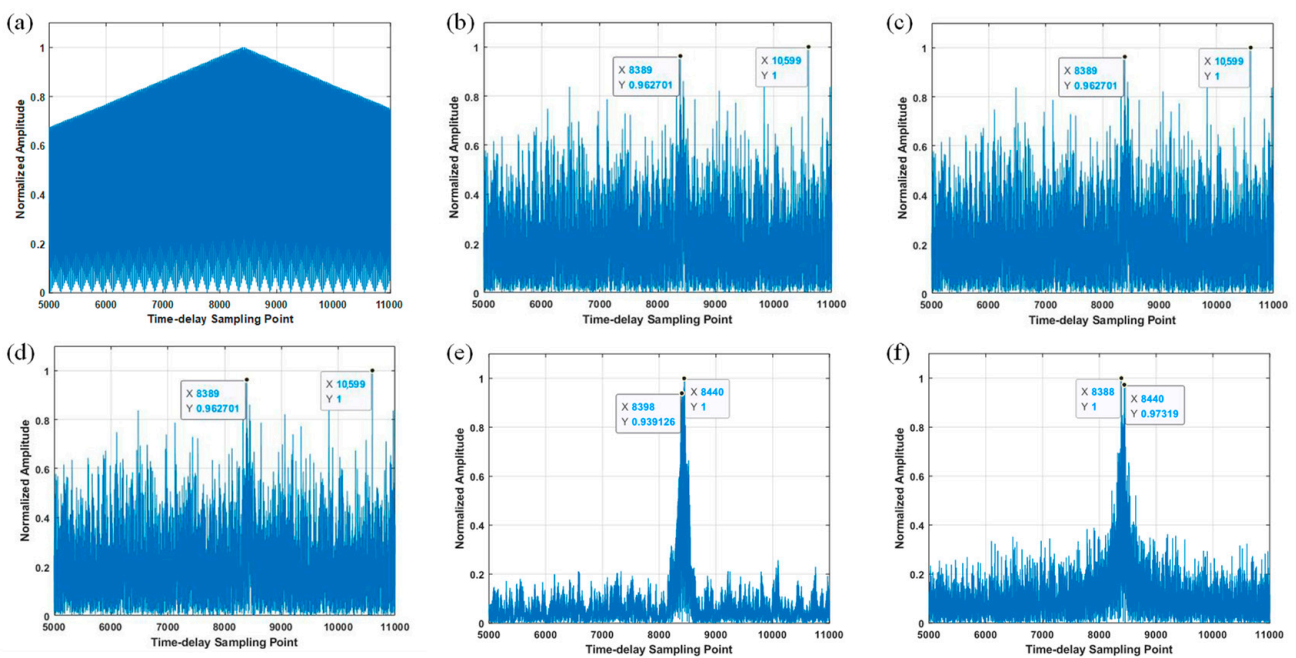 (a)
1
0.8
0.6
0.4
0.2
0
Normalized Amplitude
5000 6000 7000 8000 9000 10000 11000
Time-delay Sampling Point
(b)
X 8389
Y 0.962701
X 10,599
Y 1
1
0.8
0.6
0.4
0.2
0
Normalized Amplitude
5000 6000 7000 8000 9000 10000 11000
Time-delay Sampling Point
(c)
X 8389
Y 0.962701
X 10,599
Y 1
1
0.8
0.6
0.4
0.2
0
Normalized Amplitude
5000 6000 7000 8000 9000 10000 11000
Time-delay Sampling Point
(d)
X 8389
Y 0.962701
X 10,599
Y 1
1
0.8
0.6
0.4
0.2
0
Normalized Amplitude
5000 6000 7000 8000 9000 10000 11000
Time-delay Sampling Point
(e)
X 8398
Y 0.939126
X 8440
Y 1
1
0.8
0.6
0.4
0.2
0
Normalized Amplitude
5000 6000 7000 8000 9000 10000 11000
Time-delay Sampling Point
(f)
X 8388
Y 1
X 8440
Y 0.97319
1
0.8
0.6
0.4
0.2
0
Normalized Amplitude
5000 6000 7000 8000 9000 10000 11000
Time-delay Sampling Point